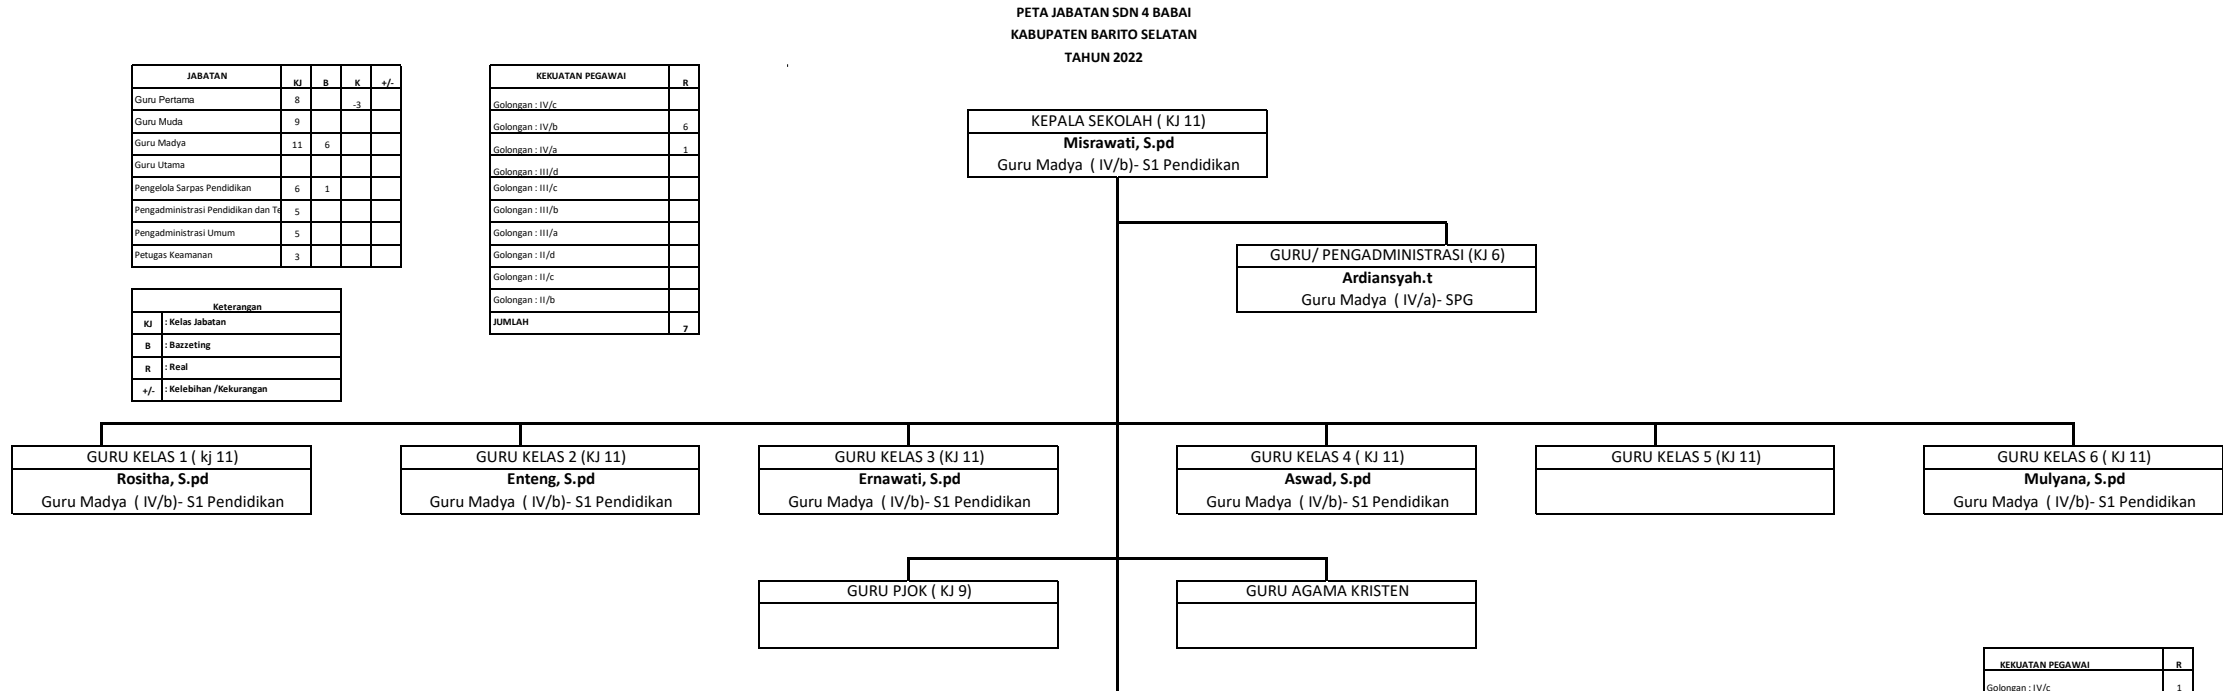 PETA JABATAN SDN 4 BABAI
KABUPATEN BARITO SELATAN
TAHUN 2022
JABATAN KJ B K +/-
Guru Pertama 8 -3
Guru Muda 9
Guru Madya 11 6
Guru Utama
Pengelola Sarpas Pendidikan 6 1
Pengadministrasi Pendidikan dan Te 5
Pengadministrasi Umum 5
Petugas Keamanan 3
Keterangan
KJ : Kelas Jabatan
B : Bazzeting
R : Real
+/- : Kelebihan /Kekurangan
KEKUATAN PEGAWAI R
Golongan : IV/c
Golongan : IV/b 6
Golongan : IV/a 1
Golongan : III/d
Golongan : III/c
Golongan : III/b
Golongan : III/a
Golongan : II/d
Golongan : II/c
Golongan : II/b
JUMLAH 7
KEPALA SEKOLAH ( KJ 11)
Misrawati, S.pd
Guru Madya ( IV/b)- S1 Pendidikan
GURU/ PENGADMINISTRASI (KJ 6)
Ardiansyah.t
Guru Madya ( IV/a)- SPG
GURU KELAS 1 ( kj 11)
Rositha, S.pd
Guru Madya ( IV/b)- S1 Pendidikan
GURU KELAS 2 (KJ 11)
Enteng, S.pd
Guru Madya ( IV/b)- S1 Pendidikan
GURU KELAS 3 (KJ 11)
Ernawati, S.pd
Guru Madya ( IV/b)- S1 Pendidikan
GURU KELAS 4 ( KJ 11)
Aswad, S.pd
Guru Madya ( IV/b)- S1 Pendidikan
GURU KELAS 5 (KJ 11)
GURU KELAS 6 ( KJ 11)
Mulyana, S.pd
Guru Madya ( IV/b)- S1 Pendidikan
GURU PJOK ( KJ 9)
GURU AGAMA KRISTEN
KEKUATAN PEGAWAI R
Golongan : IV/c 1